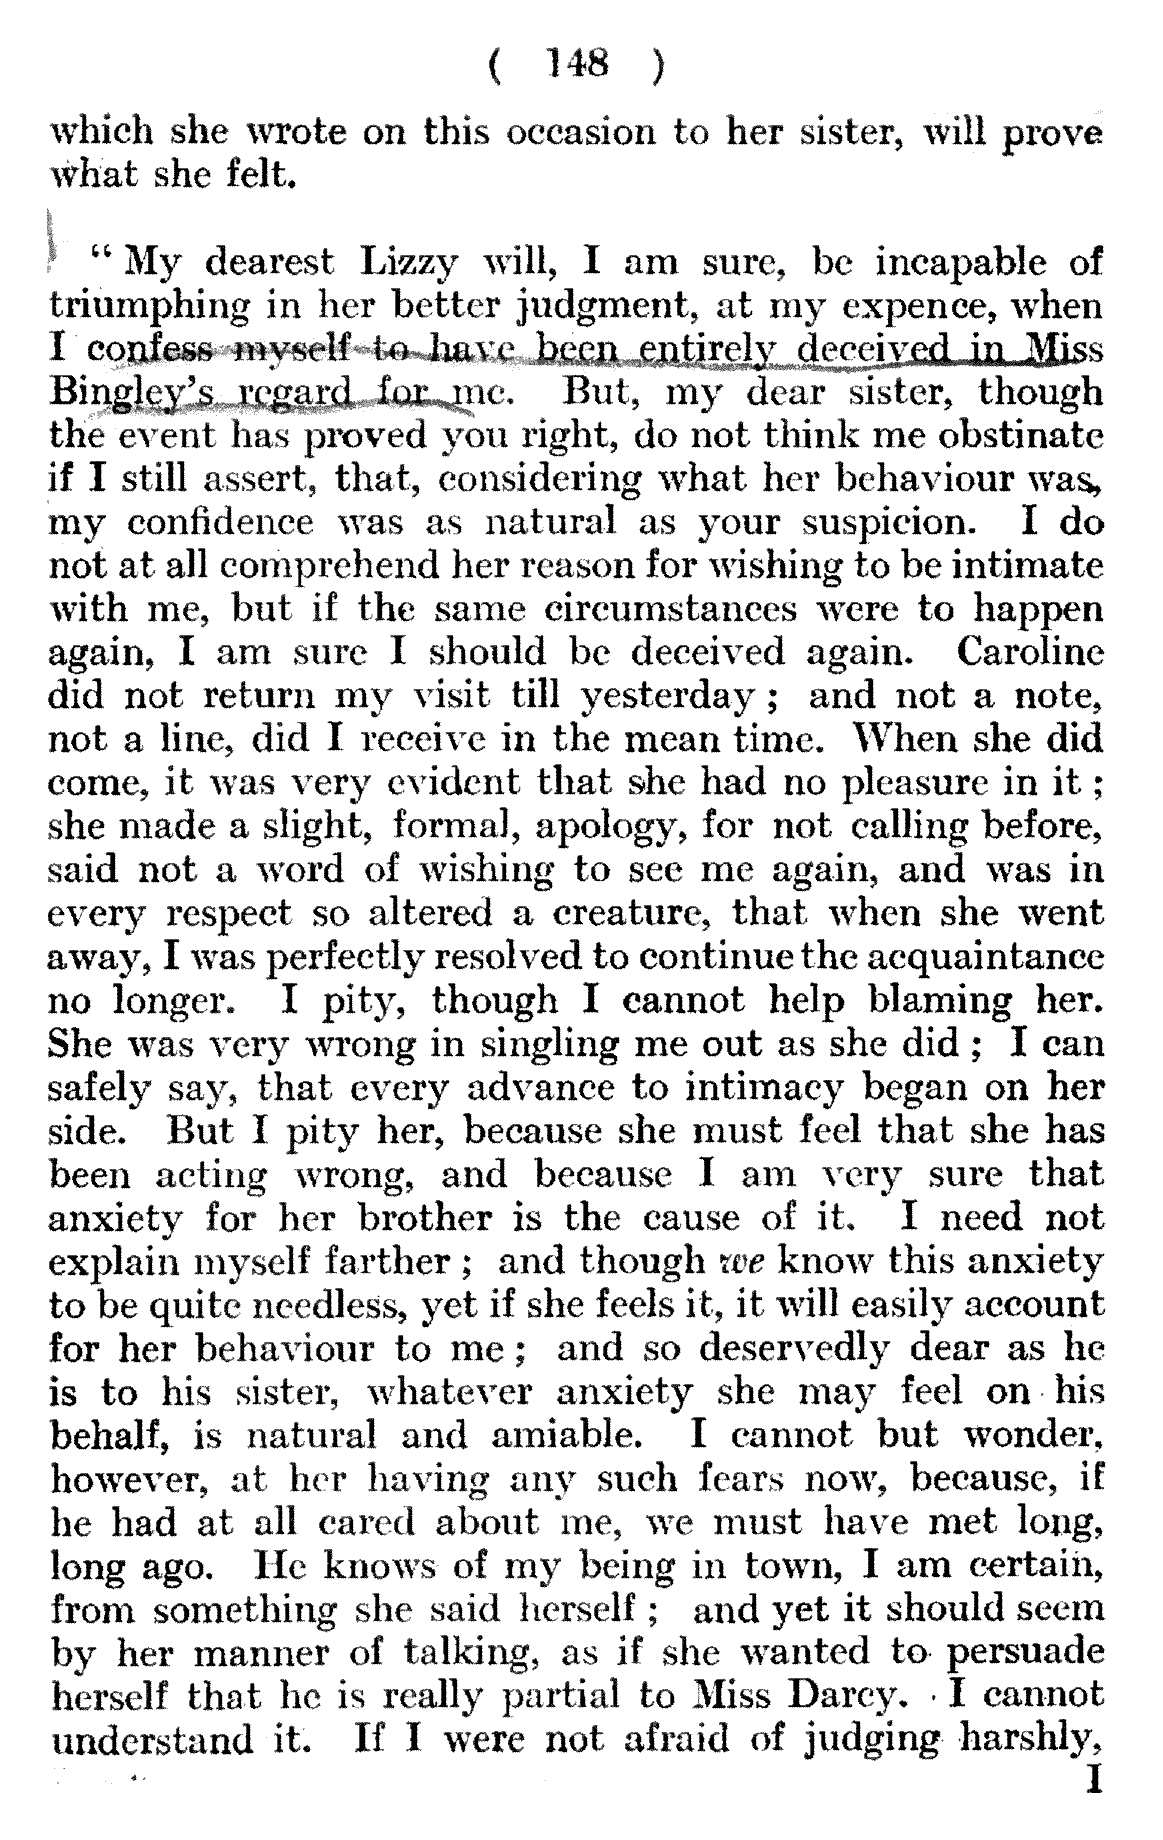 ( 148 )
which she wrote on this occasion to her sister, will prove
what she felt.
“ My dearest Lizzy will, I am sure, be incapable of
triumphing in her better judgment, at my expence, when
I confess myself to have been entirely deceived in Miss
Bingley’s regard for me. But, my dear sister, though
the event has proved you right, do not think me obstinate
if I still assert, that, considering what her behaviour was,
my confidence was as natural as your suspicion. I do
not at all comprehend her reason for wishing to be intimate
with me, but if the same circumstances were to happen
again, I am sure I should be deceived again. Caroline
did not return my visit till yesterday ; and not a note,
not a line, did I receive in the mean time. When she did
come, it was very evident that she had no pleasure in it ;
she made a slight, formal, apology, for not calling before,
said not a word of wishing to see me again, and was in
every respect so altered a creature, that when she went
away, I was perfectly resolved to continue the acquaintance
no longer. I pity, though I cannot help blaming her.
She was very wrong in singling me out as she did ; I can
safely say, that every advance to intimacy began on her
side. But I pity her, because she must feel that she has
been acting wrong, and because I am very sure that
anxiety for her brother is the cause of it. I need not
explain myself farther ; and though we know this anxiety
to be quite needless, yet if she feels it, it will easily account
for her behaviour to me ; and so deservedly dear as he
is to his sister, whatever anxiety she may feel on his
behalf, is natural and amiable. I cannot but wonder,
however, at her having any such fears now, because, if
he had at all cared about me, we must have met long,
long ago. He knows of my being in town, I am certain,
from something she said herself ; and yet it should seem
by her manner of talking, as if she wanted to persuade
herself that he is really partial to Miss Darcy. I cannot
understand it. If I were not afraid of judging harshly,
I